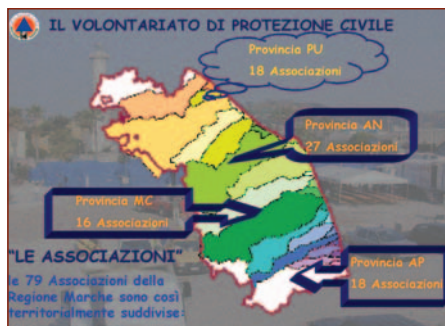 IL VOLONTARIATO DI PROTEZIONE CIVILE
Provincia PU
18 Associazioni
Provincia AN
27 Associazioni
Provincia MC
16 Associazioni
"LE ASSOCIAZIONI"
le 79 Associazioni della
Regione Marche sono così
territorialmente suddivise:
Provincia AP
18 Associazioni